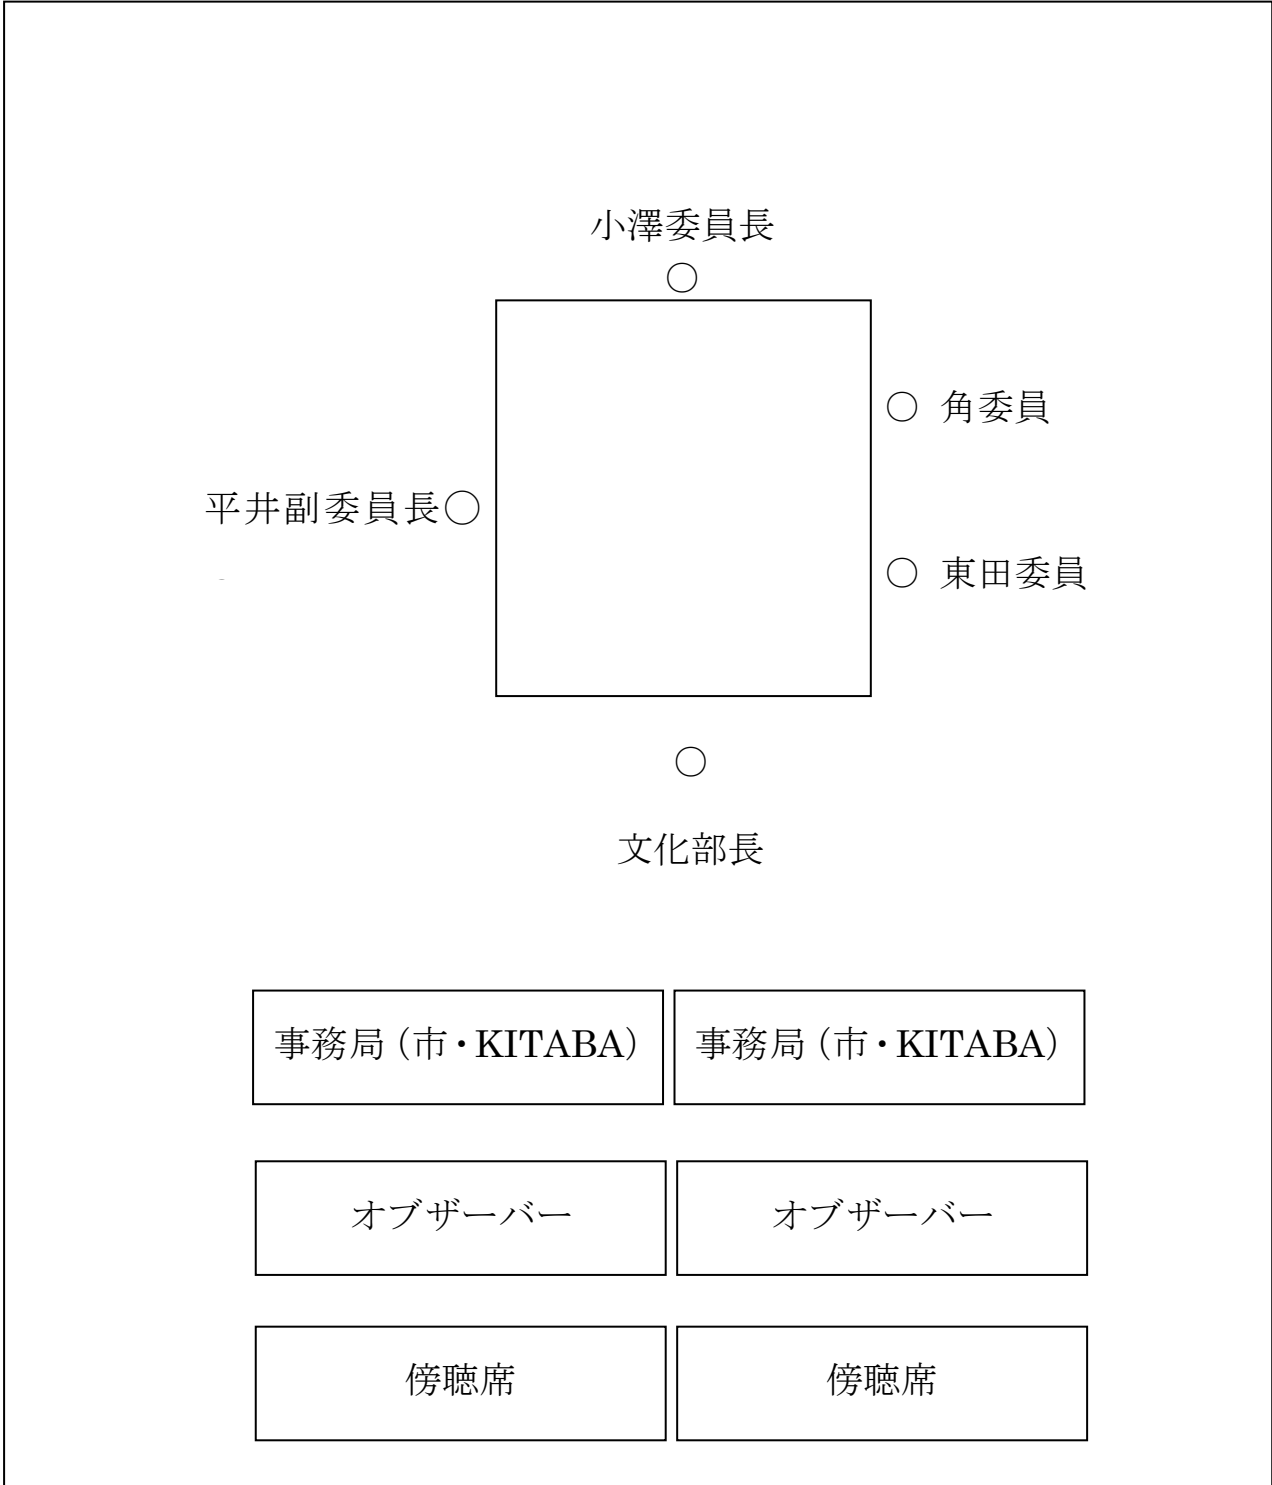 小澤委員長
○
○ 角委員
平井副委員長○
○ 東田委員
○
文化部長
事務局（市・KITABA） 事務局（市・KITABA）
オブザーバー オブザーバー
傍聴席 傍聴席